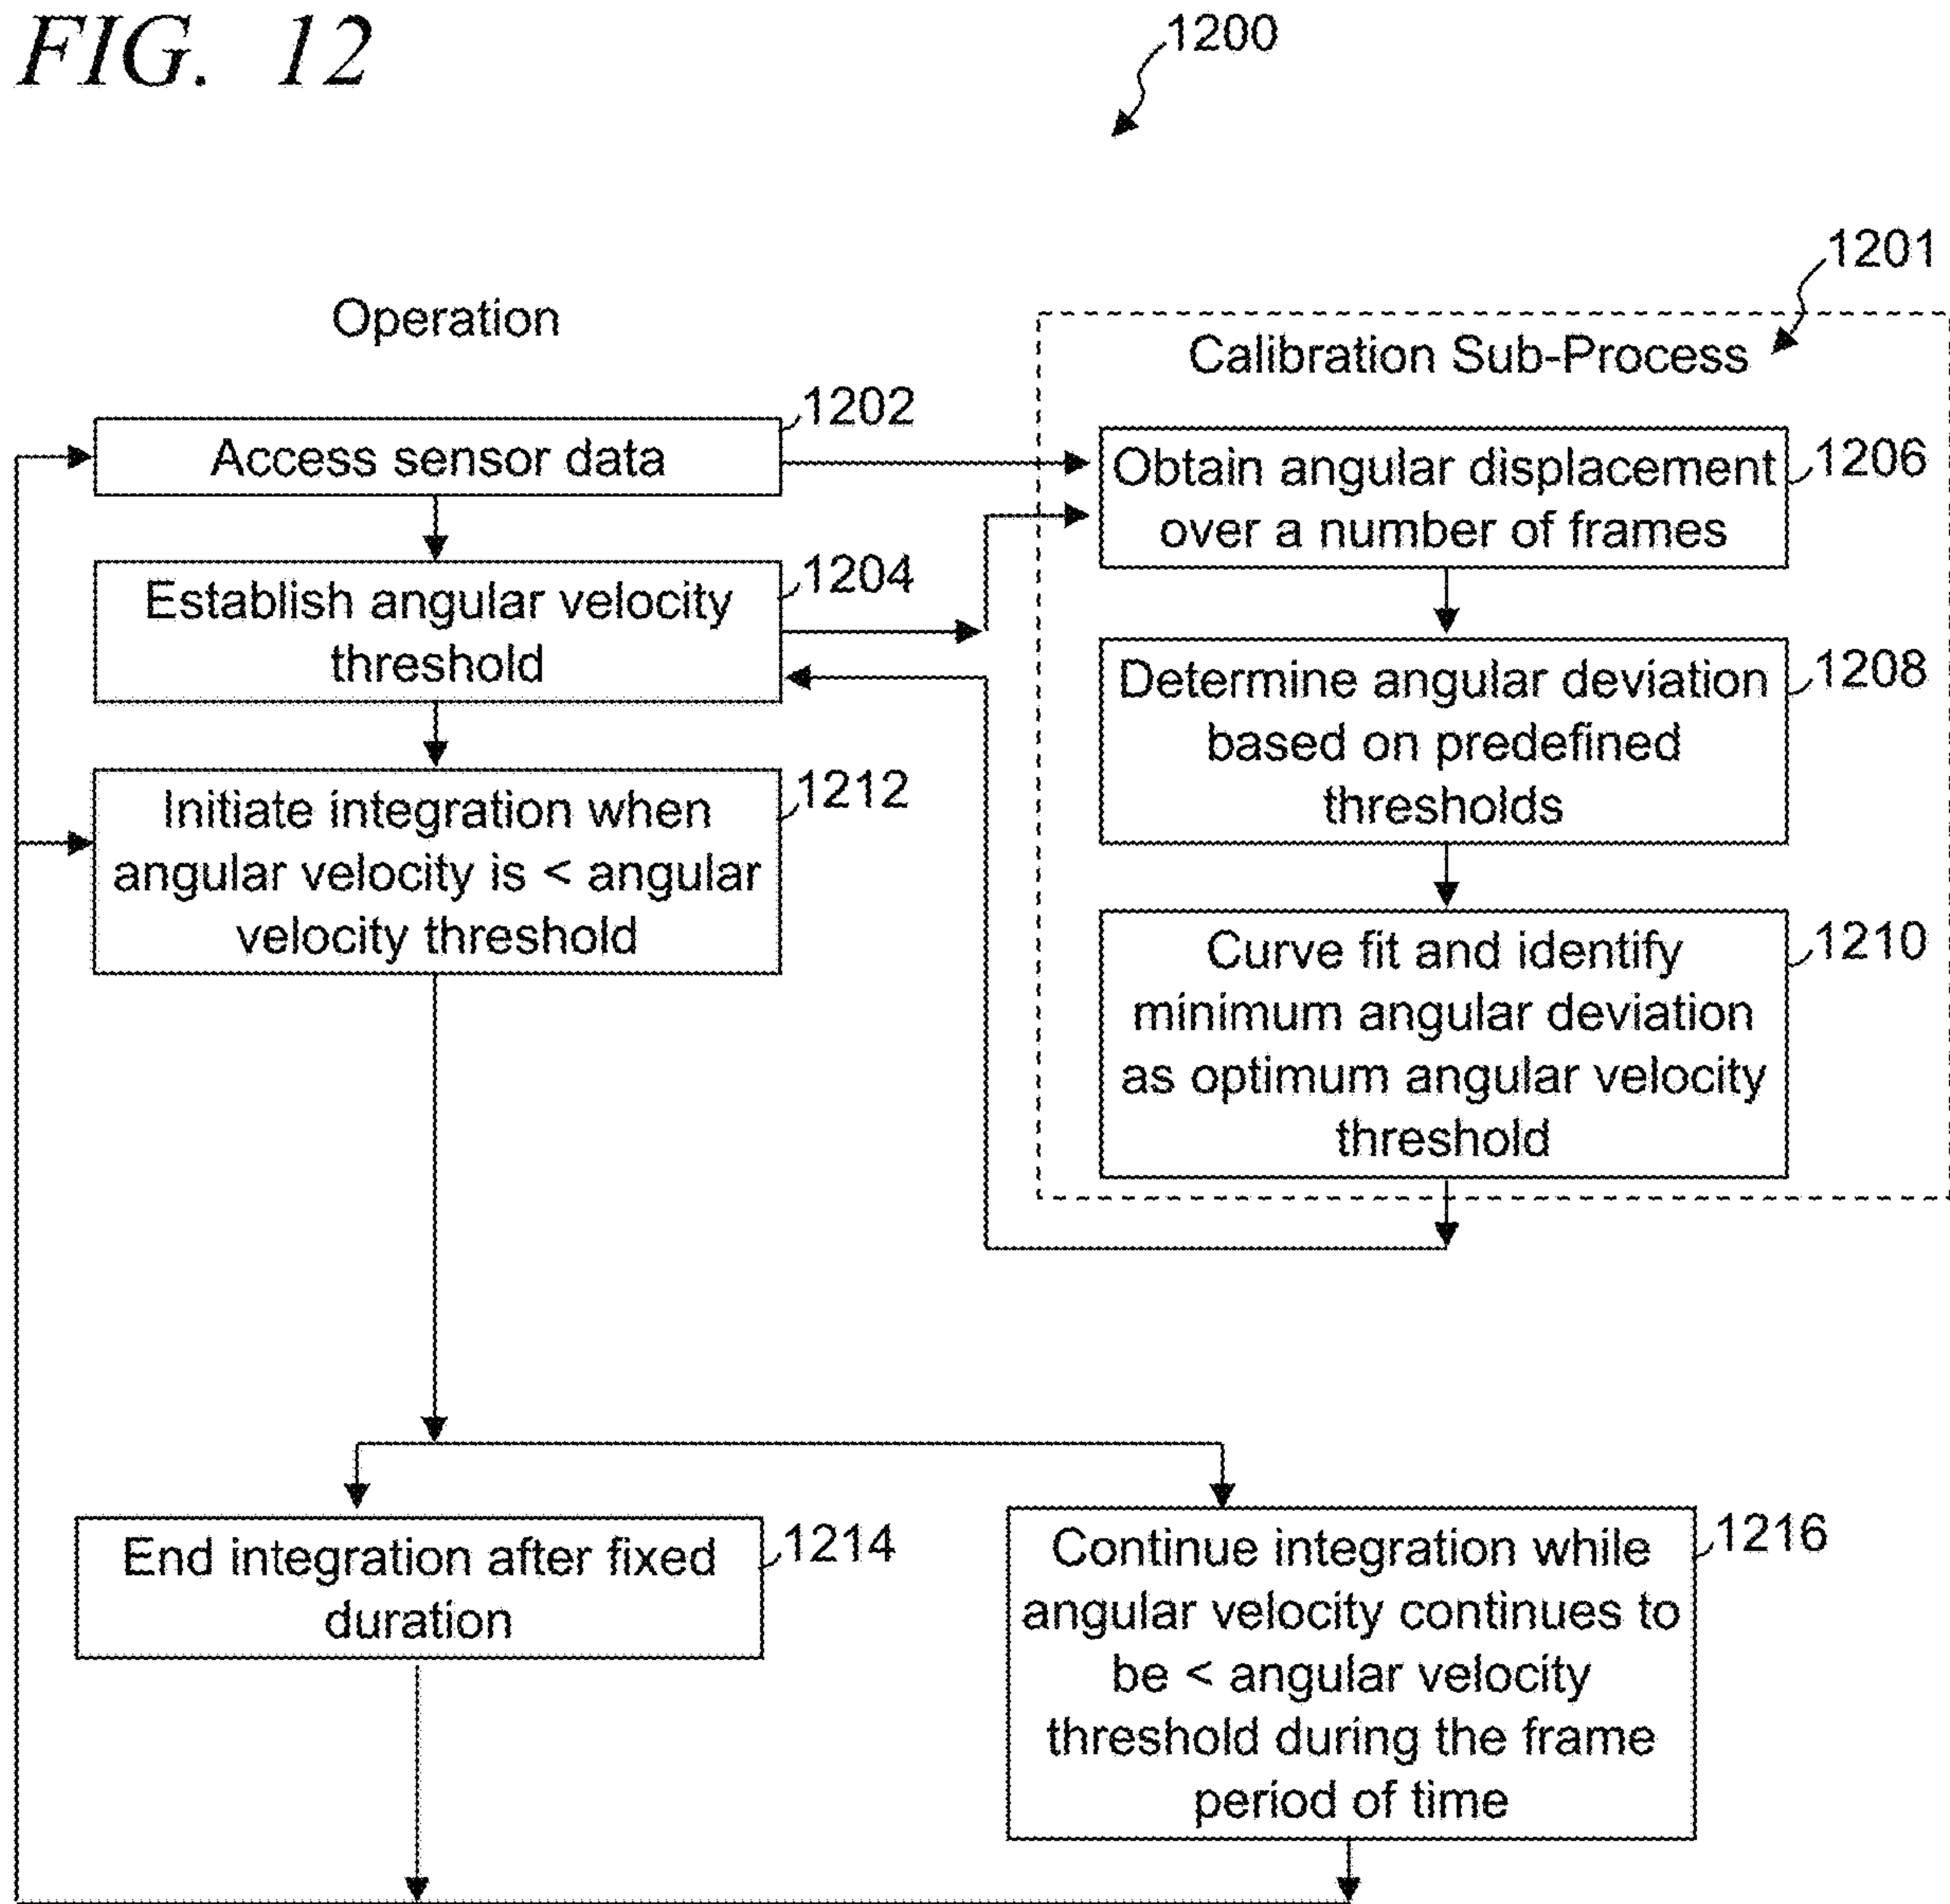 FIG. 12
1200
1201
Operation
Calibration Sub-Process
1202
Access sensor data
1206
Obtain angular displacement
over a number of frames
1204
Establish angular velocity
threshold
1208
Determine angular deviation
based on predefined
thresholds
1212
Initiate integration when
angular velocity is < angular
velocity threshold
1210
Curve fit and identify
minimum angular deviation
as optimum angular velocity
threshold
1214
End integration after fixed
duration
1216
Continue integration while
angular velocity continues to
be < angular velocity
threshold during the frame
period of time